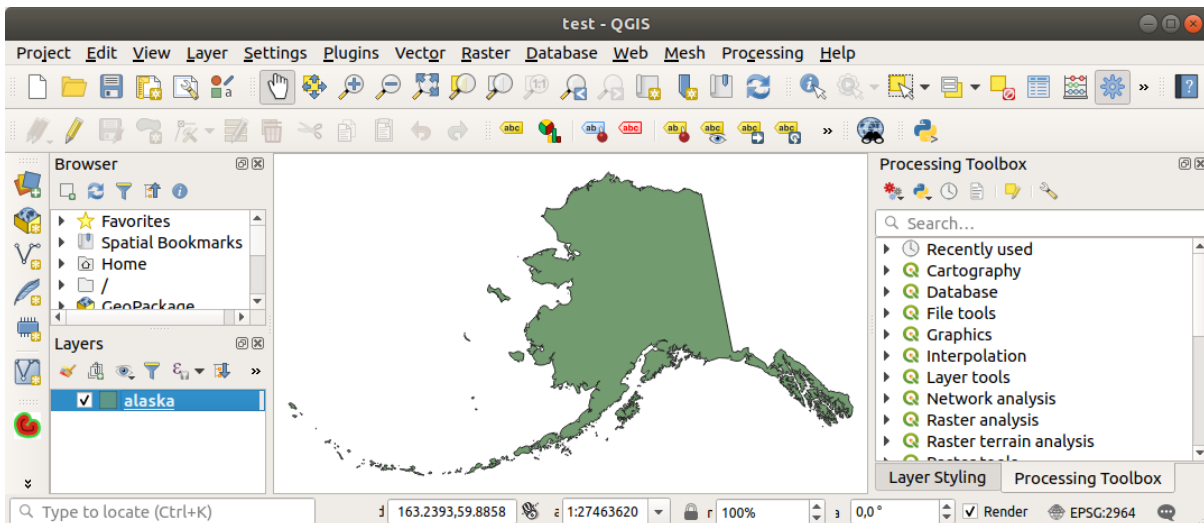 test - QGIS
Project Edit View Layer Settings Plugins Vector Raster Database Web Mesh Processing Help
Browser
Favorites
Spatial Bookmarks
Home
/
GeoPackage
Layers
alaska
Processing Toolbox
Search...
Recently used
Cartography
Database
File tools
Graphics
Interpolation
Layer tools
Network analysis
Raster analysis
Raster terrain analysis
Raster tools
Layer Styling Processing Toolbox
Type to locate (Ctrl+K) 163.2393,59.8858 1:27463620 100% 0,0 ° Render EPSG:2964